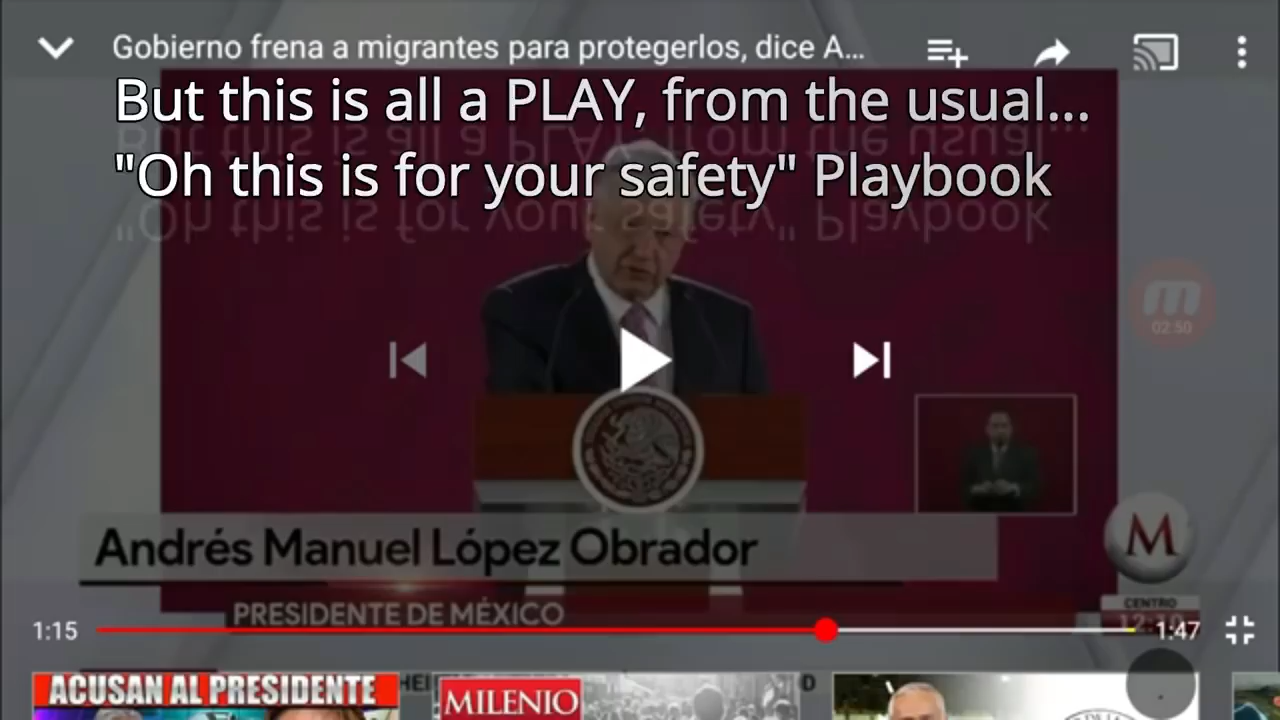 Gobierno frena a migrantes para protegerlos, dice A...
But this is all a PLAY, from the usual...
"Oh this is for your safety" Playbook
02:50
Andrés Manuel López Obrador
M
PRESIDENTE DE MÉXICO
CENTRO
1:15
1:47
ACUSAN AL PRESIDENTE
MILENIO